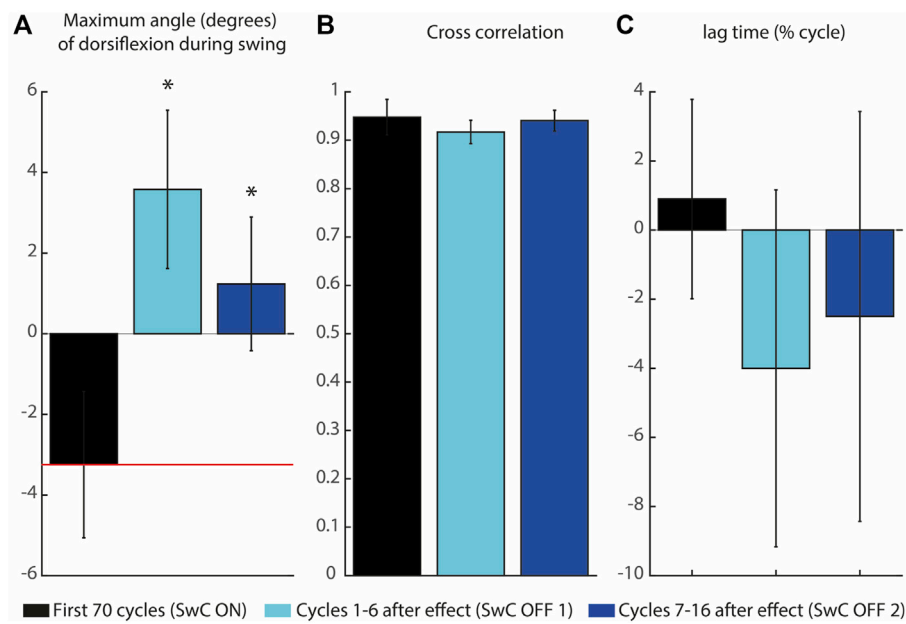 A
Maximum angle (degrees)
of dorsiflexion during swing
6
4
2
0
-2
-4
-6
*
*
B
Cross correlation
1
0.9
0.8
0.7
0.6
0.5
0.4
0.3
0.2
0.1
0
C
lag time (% cycle)
4
2
0
-2
-4
-6
-8
-10
First 70 cycles (SwC ON)
Cycles 1-6 after effect (SwC OFF 1)
Cycles 7-16 after effect (SwC OFF 2)